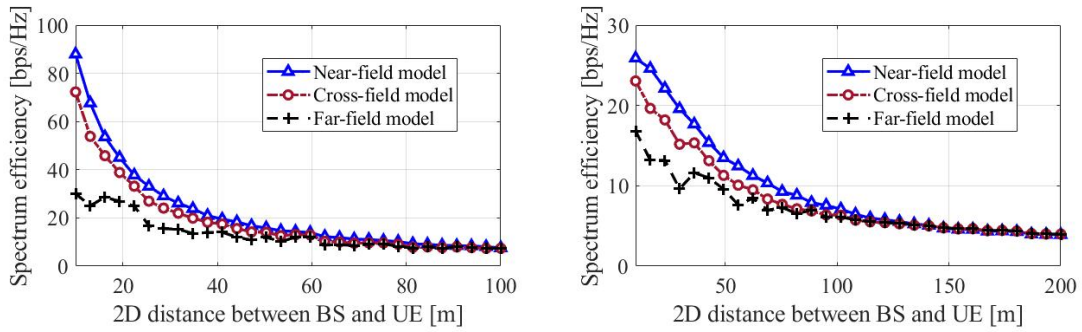 Spectrum efficiency [bps/Hz]
100
80
60
40
20
0
Near-field model
Cross-field model
Far-field model
20
40
60
80
100
2D distance between BS and UE [m]
Spectrum efficiency [bps/Hz]
30
20
10
0
Near-field model
Cross-field model
Far-field model
50
100
150
200
2D distance between BS and UE [m]